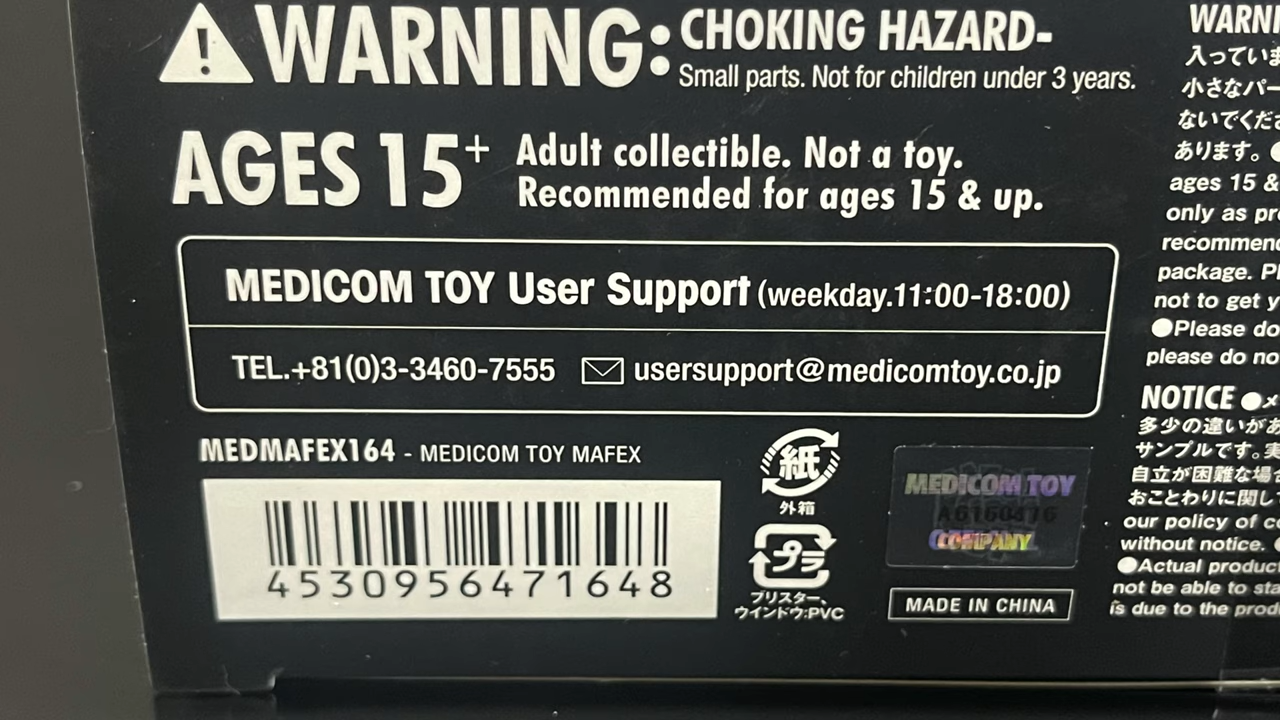 WARNING: CHOKING HAZARD-
Small parts. Not for children under 3 years.
AGES 15+ Adult collectible. Not a toy.
Recommended for ages 15 & up.
MEDICOM TOY User Support (weekday.11:00-18:00)
TEL.+81(0)3-3460-7555 usersupport@medicomtoy.co.jp
MEDMAFEX164 - MEDICOM TOY MAFEX
4530956471648
紙
外箱
プラ
ブリスター、
ウインドウ:PVC
MEDICOM TOY
A6160416
COMPANY
MADE IN CHINA
入ってい
小さなパー
ないでくださ
あります。●
ages 15 &
only as
package.
not to get
●Please do
please do
NOTICE ●
多少の違いが
サンプルです。実
自立が困難な場
おことわりに関し
our policy of
without notice.
●Actual
not be able to
is due to the